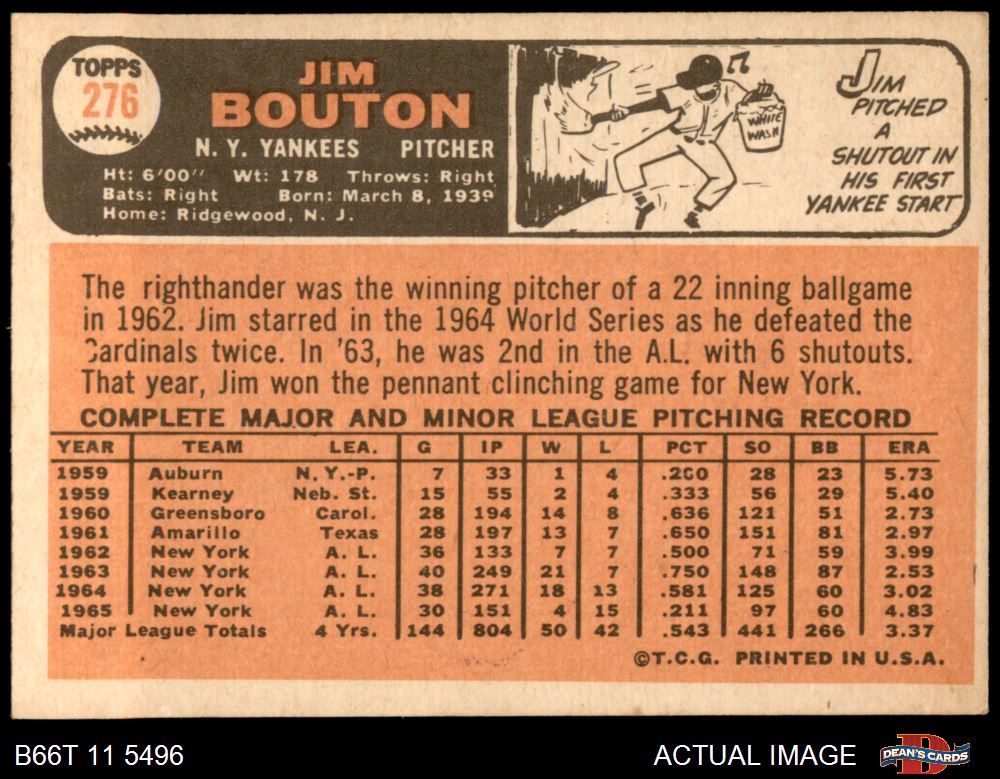 TOPPS
276
JIM
BOUTON
N. Y. YANKEES PITCHER
Ht: 6'00" Wt: 178 Throws: Right
Bats: Right Born: March 8, 1939
Home: Ridgewood, N. J.
WHITE
WASH
JIM
PITCHED
A
SHUTOUT IN
HIS FIRST
YANKEE START
The righthander was the winning pitcher of a 22 inning ballgame
in 1962. Jim starred in the 1964 World Series as he defeated the
Cardinals twice. In '63, he was 2nd in the A.L. with 6 shutouts.
That year, Jim won the pennant clinching game for New York.
COMPLETE MAJOR AND MINOR LEAGUE PITCHING RECORD
YEAR TEAM LEA. G IP W L PCT SO BB ERA
1959 Auburn N.Y.-P. 7 33 1 4 .200 28 23 5.73
1959 Kearney Neb. St. 15 55 2 4 .333 56 29 5.40
1960 Greensboro Carol. 28 194 14 8 .636 121 51 2.73
1961 Amarillo Texas 28 197 13 7 .650 151 81 2.97
1962 New York A. L. 36 133 7 7 .500 71 59 3.99
1963 New York A. L. 40 249 21 7 .750 148 87 2.53
1964 New York A. L. 38 271 18 13 .581 125 60 3.02
1965 New York A. L. 30 151 4 15 .211 97 60 4.83
Major League Totals 4 Yrs. 144 804 50 42 .543 441 266 3.37
©T.C.G. PRINTED IN U.S.A.
B66T 11 5496 ACTUAL IMAGE DEAN'S CARDS